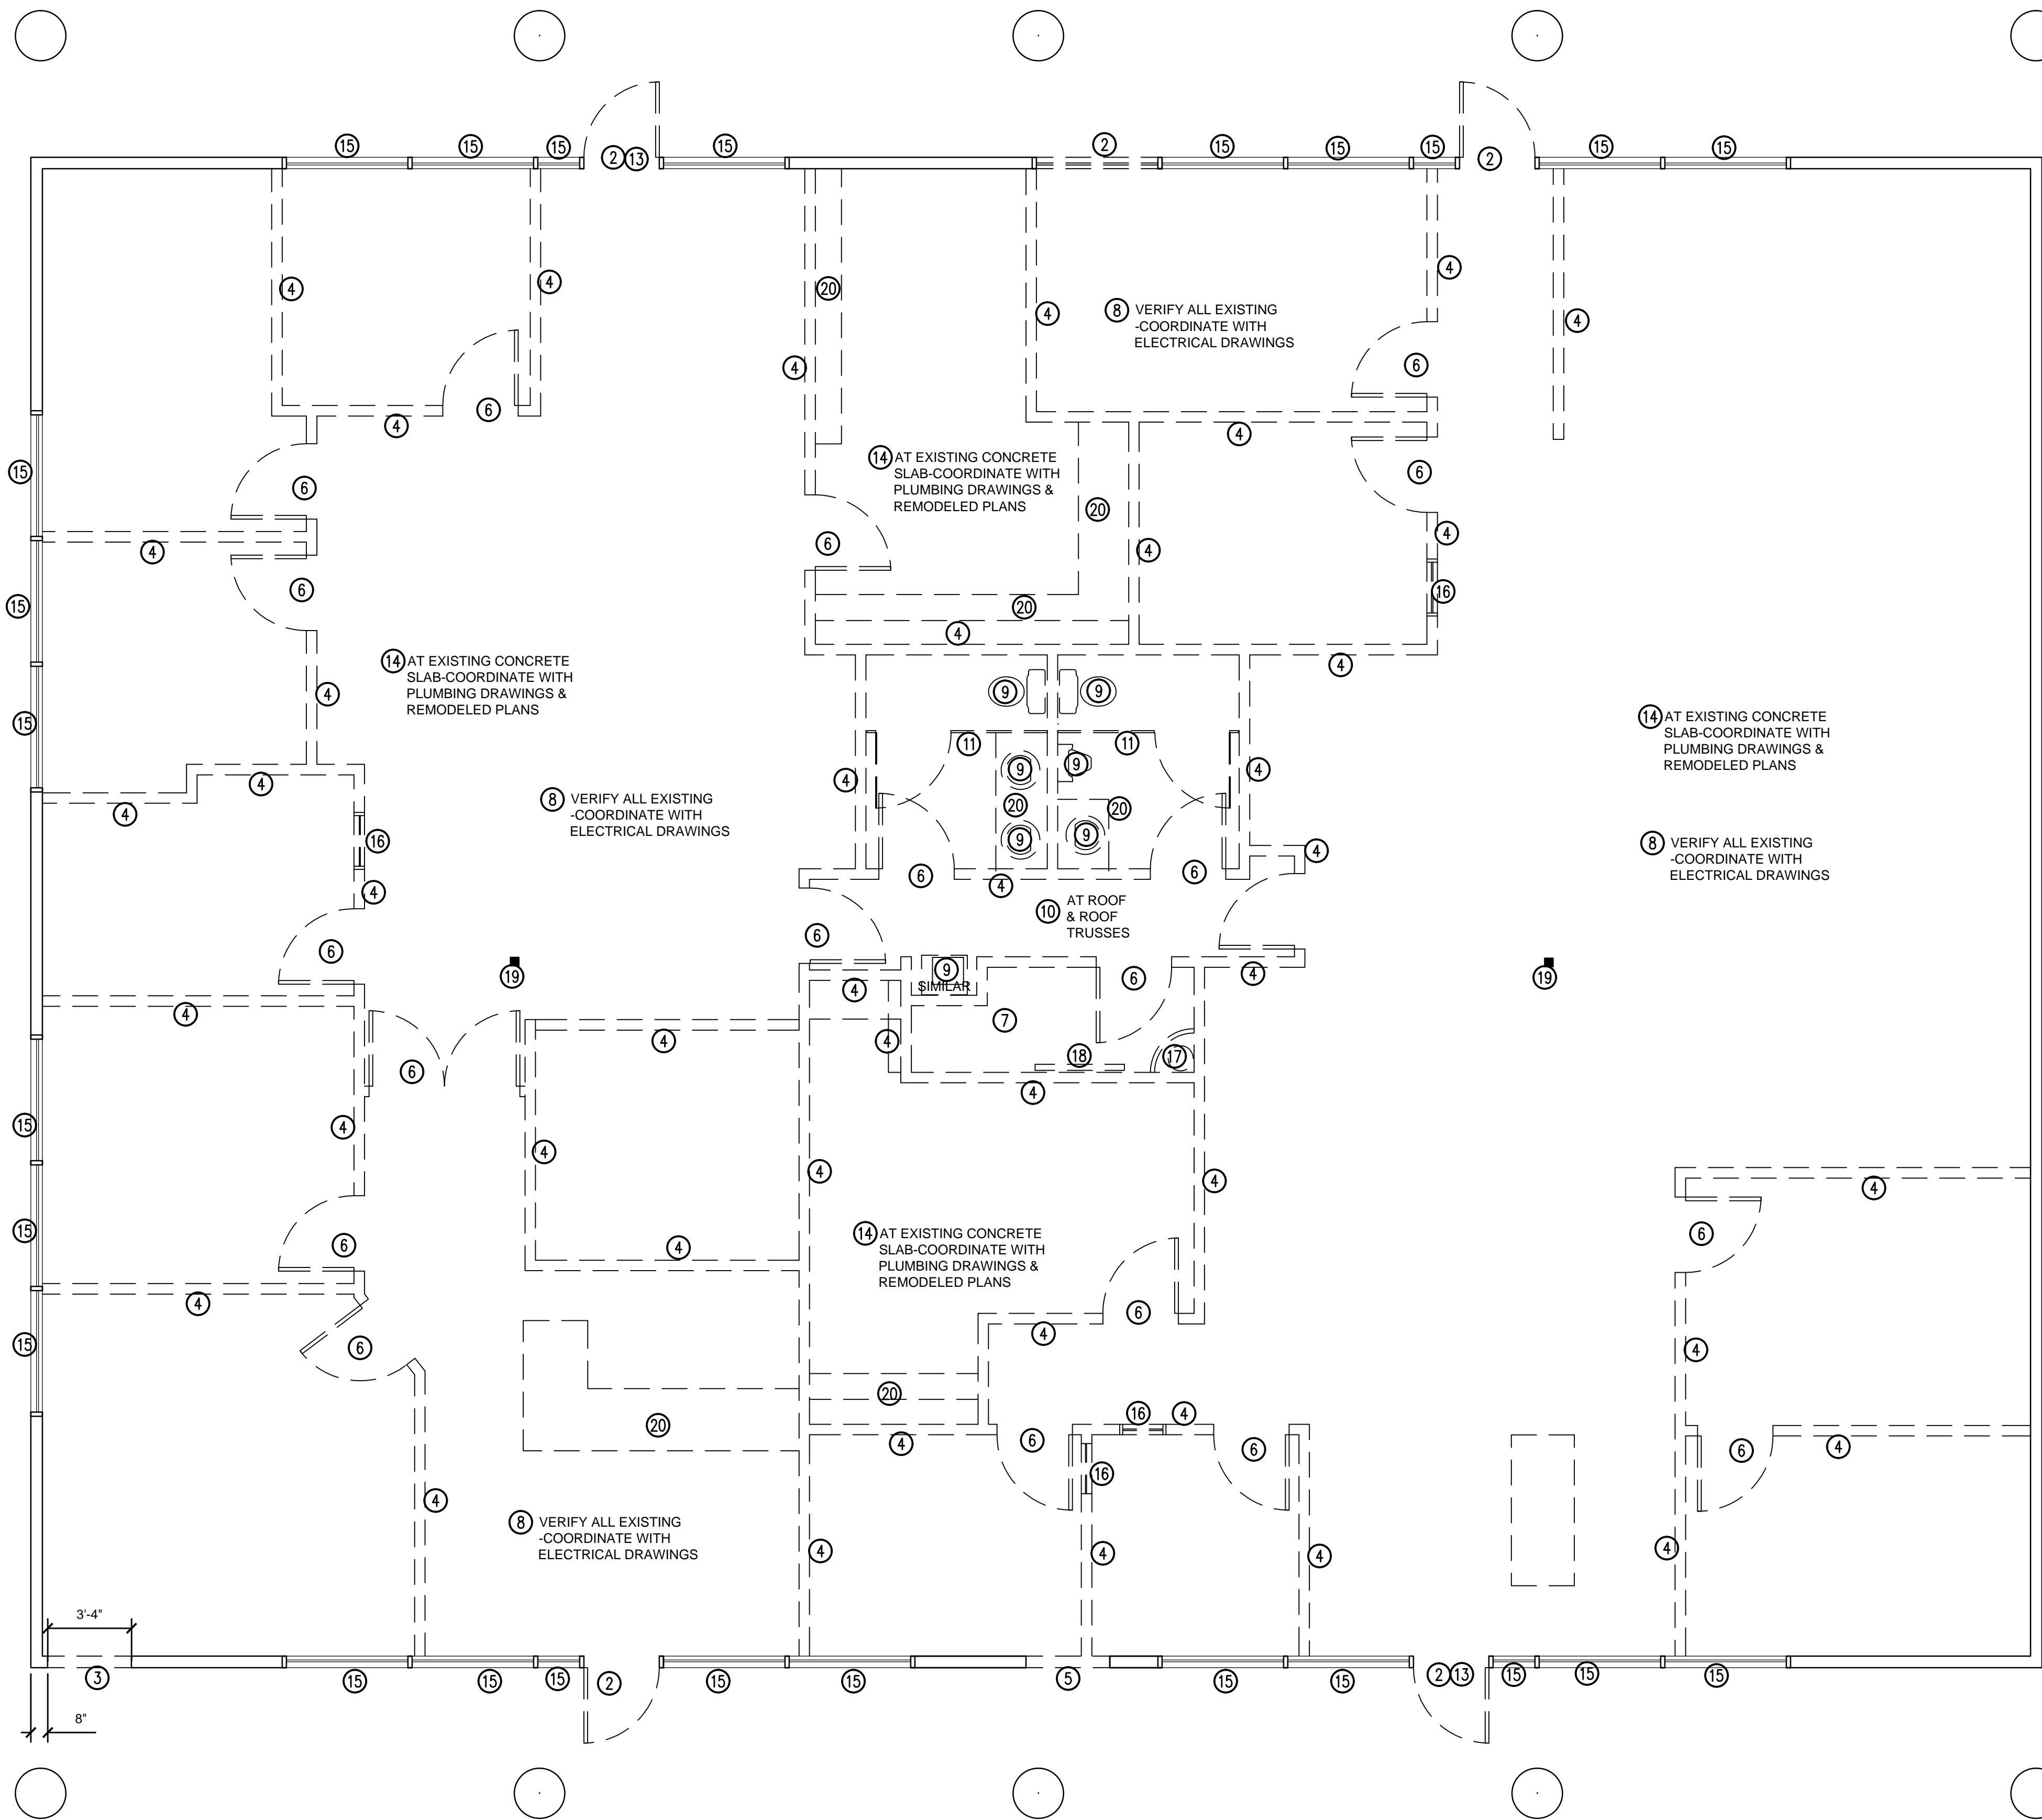 15 15 15 2 13 15 2 15 15 15 2 15 15
4 4 20 4 4 4
8 VERIFY ALL EXISTING
-COORDINATE WITH
ELECTRICAL DRAWINGS
4 4 6 6
4 4
14 AT EXISTING CONCRETE
SLAB-COORDINATE WITH
PLUMBING DRAWINGS &
REMODELED PLANS
15 6 6
20
4 6 4 4
15 6 20 16
4
14 AT EXISTING CONCRETE
SLAB-COORDINATE WITH
PLUMBING DRAWINGS &
REMODELED PLANS
4
15 4 9 9
14 AT EXISTING CONCRETE
SLAB-COORDINATE WITH
PLUMBING DRAWINGS &
REMODELED PLANS
11 11
4 4 4 9 9 4
8 VERIFY ALL EXISTING
-COORDINATE WITH
ELECTRICAL DRAWINGS
20 20
4
16 9 9 4
8 VERIFY ALL EXISTING
-COORDINATE WITH
ELECTRICAL DRAWINGS
4 6 4 6
10 AT ROOF
& ROOF
TRUSSES
6 6
19 9 6 4 19
SIMILAR
4 4 7
4 4
6 18 17
4
15 4 4 4 4 4
15 6 4
14 AT EXISTING CONCRETE
SLAB-COORDINATE WITH
PLUMBING DRAWINGS &
REMODELED PLANS
6
4 6
15 6 4 4
20
20 16 4
4 6 6 6 4
16
4
8 VERIFY ALL EXISTING
-COORDINATE WITH
ELECTRICAL DRAWINGS
4 4 4 4
3'-4"
3 15 15 15 2 15 15 5 15 15 2 13 15 15 15
8"